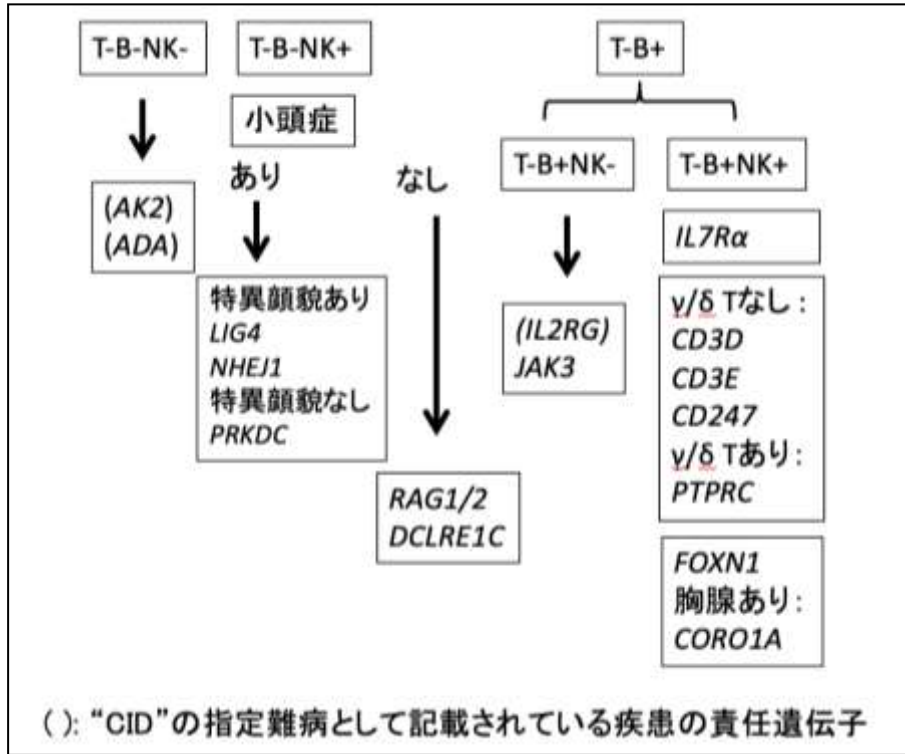 T-B-NK-
T-B-NK+
T-B+
小頭症
あり
なし
T-B+NK-
T-B+NK+
(AK2)
(ADA)
特異顔貌あり
LIG4
NHEJ1
特異顔貌なし
PRKDC
RAG1/2
DCLRE1C
(IL2RG)
JAK3
IL7Rα
γ/δ Tなし：
CD3D
CD3E
CD247
γ/δ Tあり：
PTPRC
FOXN1
胸腺あり：
CORO1A
( ): “CID”の指定難病として記載されている疾患の責任遺伝子